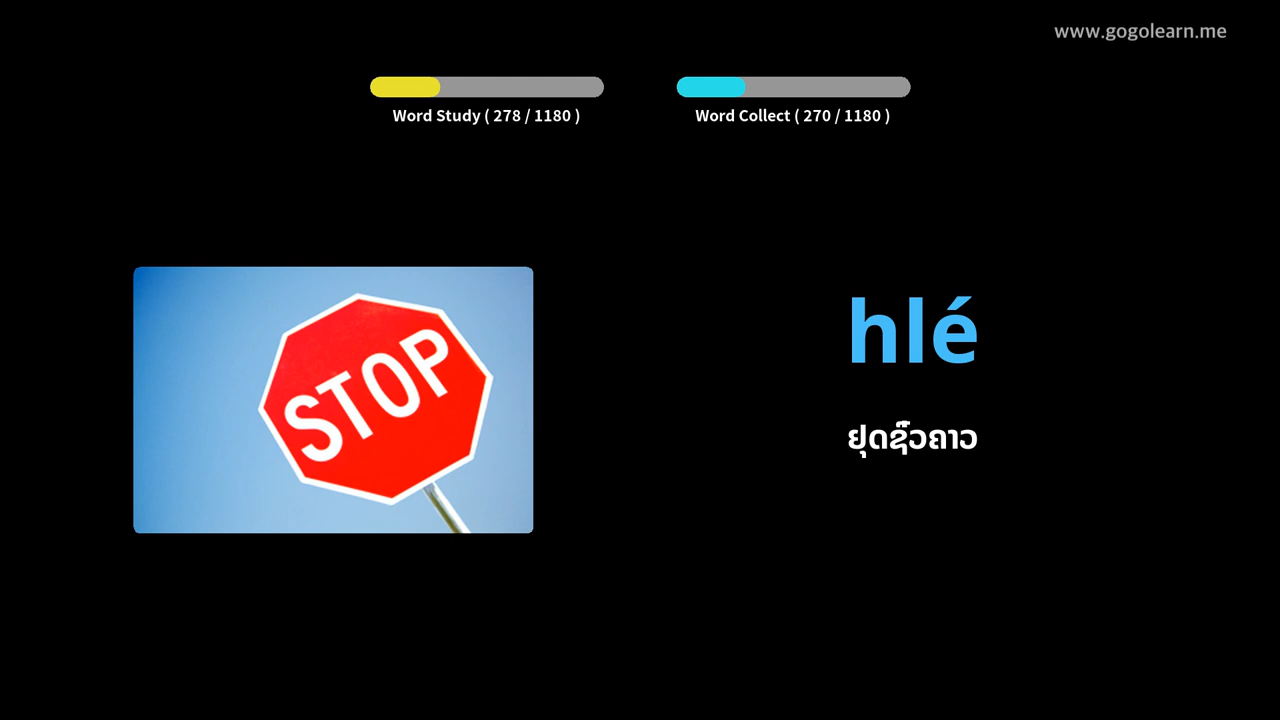 www.gogolearn.me
Word Study ( 278 / 1180 )
Word Collect ( 270 / 1180 )
STOP
hlé
ຢຸດຊົ່ວຄາວ